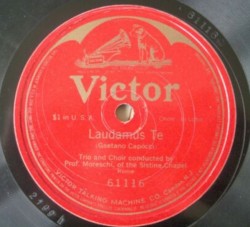 Victor
Laudamus Te
(Gaetano Capocci)
Trio and Choir conducted by
Prof. Moreschi, of the Sistine Chapel
Rome
61116
VICTOR TALKING MACHINE CO.
61116